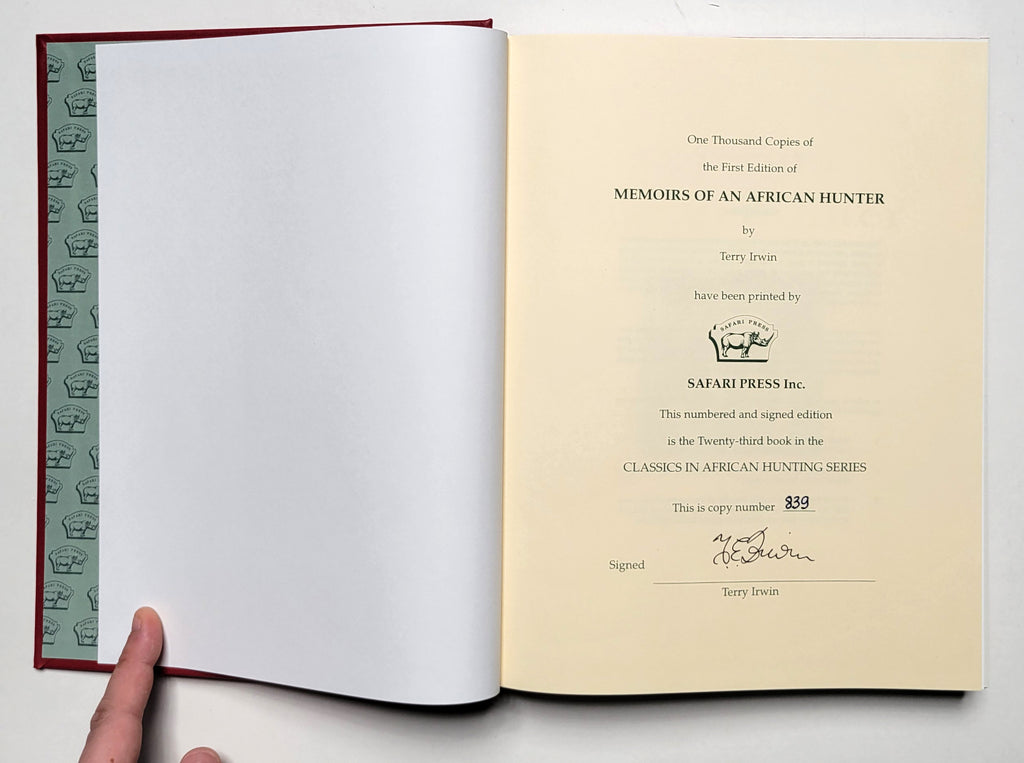 One Thousand Copies of
the First Edition of
MEMOIRS OF AN AFRICAN HUNTER
by
Terry Irwin
have been printed by
SAFARI PRESS
SAFARI PRESS Inc.
This numbered and signed edition
is the Twenty-third book in the
CLASSICS IN AFRICAN HUNTING SERIES
This is copy number 839
Signed T.E. Irwin
Terry Irwin